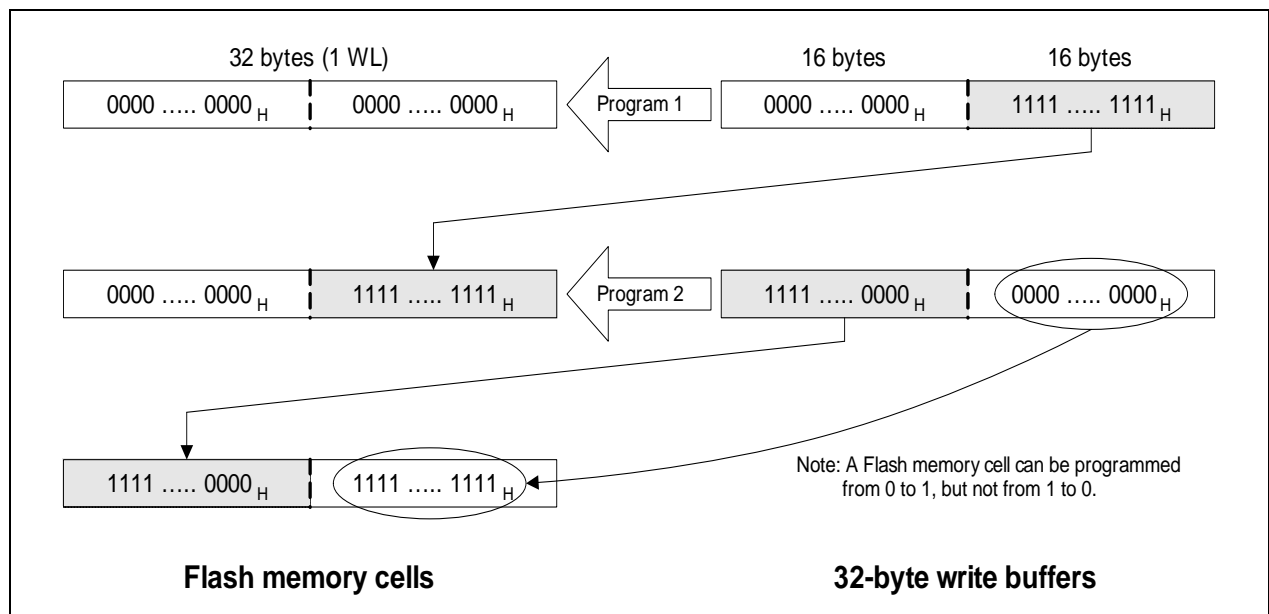 32 bytes (1 WL)
16 bytes
16 bytes
0000 ..... 0000 H
0000 ..... 0000 H
Program 1
0000 ..... 0000 H
1111 ..... 1111 H
0000 ..... 0000 H
1111 ..... 1111 H
Program 2
1111 ..... 0000 H
0000 ..... 0000 H
1111 ..... 0000 H
1111 ..... 1111 H
Note: A Flash memory cell can be programmed
from 0 to 1, but not from 1 to 0.
Flash memory cells
32-byte write buffers